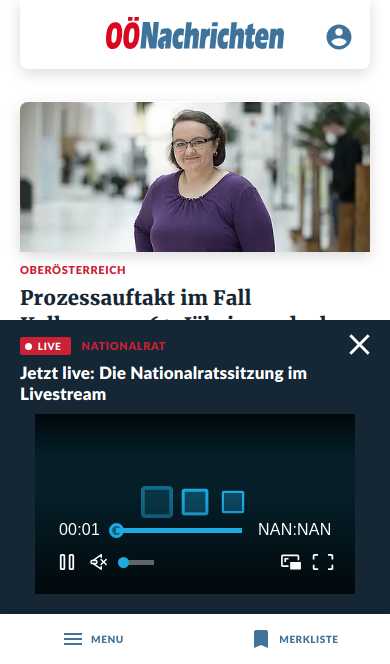 OÖNachrichten
OBERÖSTERREICH
Prozessauftakt im Fall
LIVE NATIONALRAT
Jetzt live: Die Nationalratssitzung im
Livestream
00:01 NAN:NAN
MENU MERKLISTE